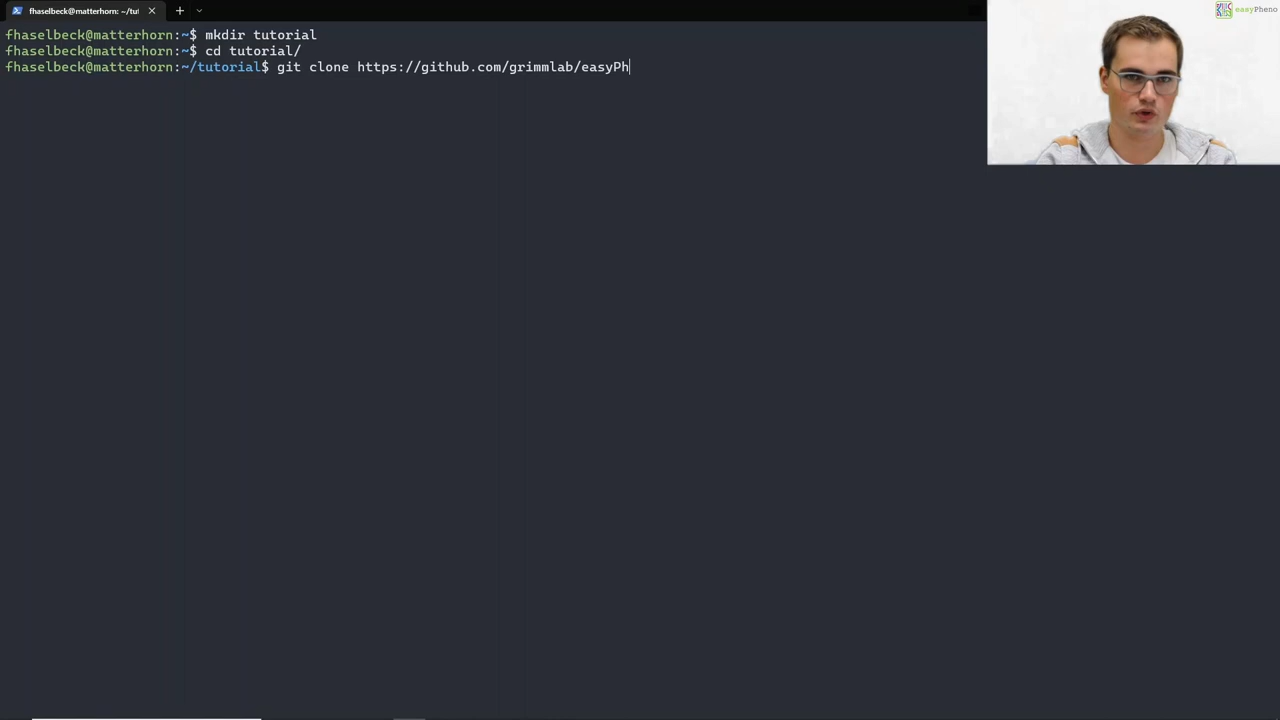 fhaselbeck@matterhorn: ~/tut
easyPheno
fhaselbeck@matterhorn:~$ mkdir tutorial
fhaselbeck@matterhorn:~$ cd tutorial/
fhaselbeck@matterhorn:~/tutorial$ git clone https://github.com/grimmlab/easyPh